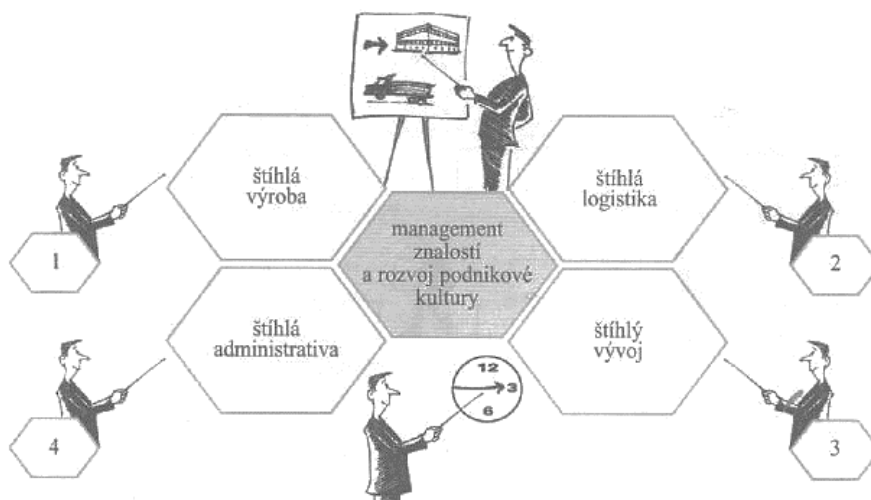 štíhlá
výroba
štíhlá
logistika
1
management
znalostí
a rozvoj podnikové
kultury
2
štíhlá
administrativa
štíhlý
vývoj
12
3
6
4
3